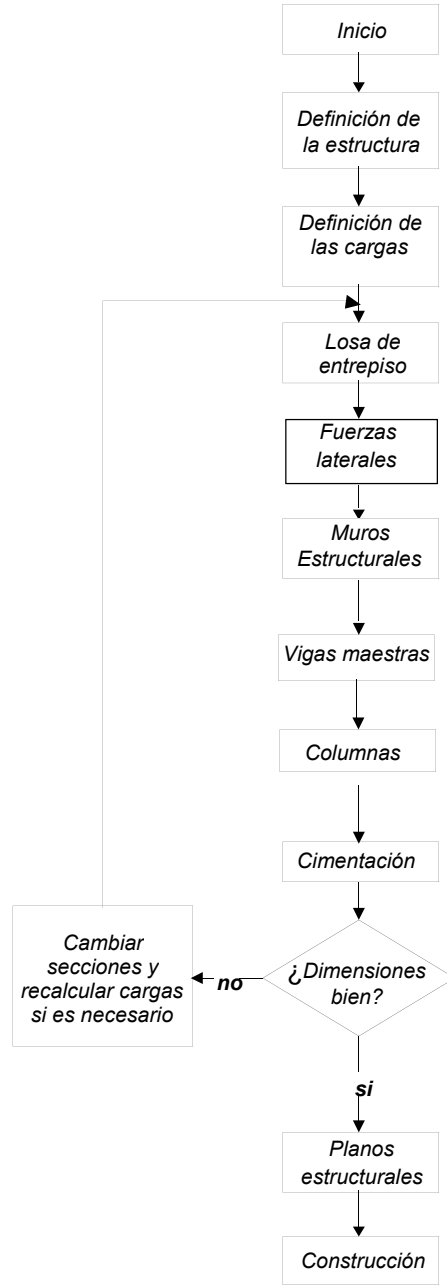 Inicio
Definición de
la estructura
Definición de
las cargas
Losa de
entrepiso
Fuerzas
laterales
Muros
Estructurales
Vigas maestras
Columnas
Cimentación
¿Dimensiones
bien?
no
Cambiar
secciones y
recalcular cargas
si es necesario
si
Planos
estructurales
Construcción